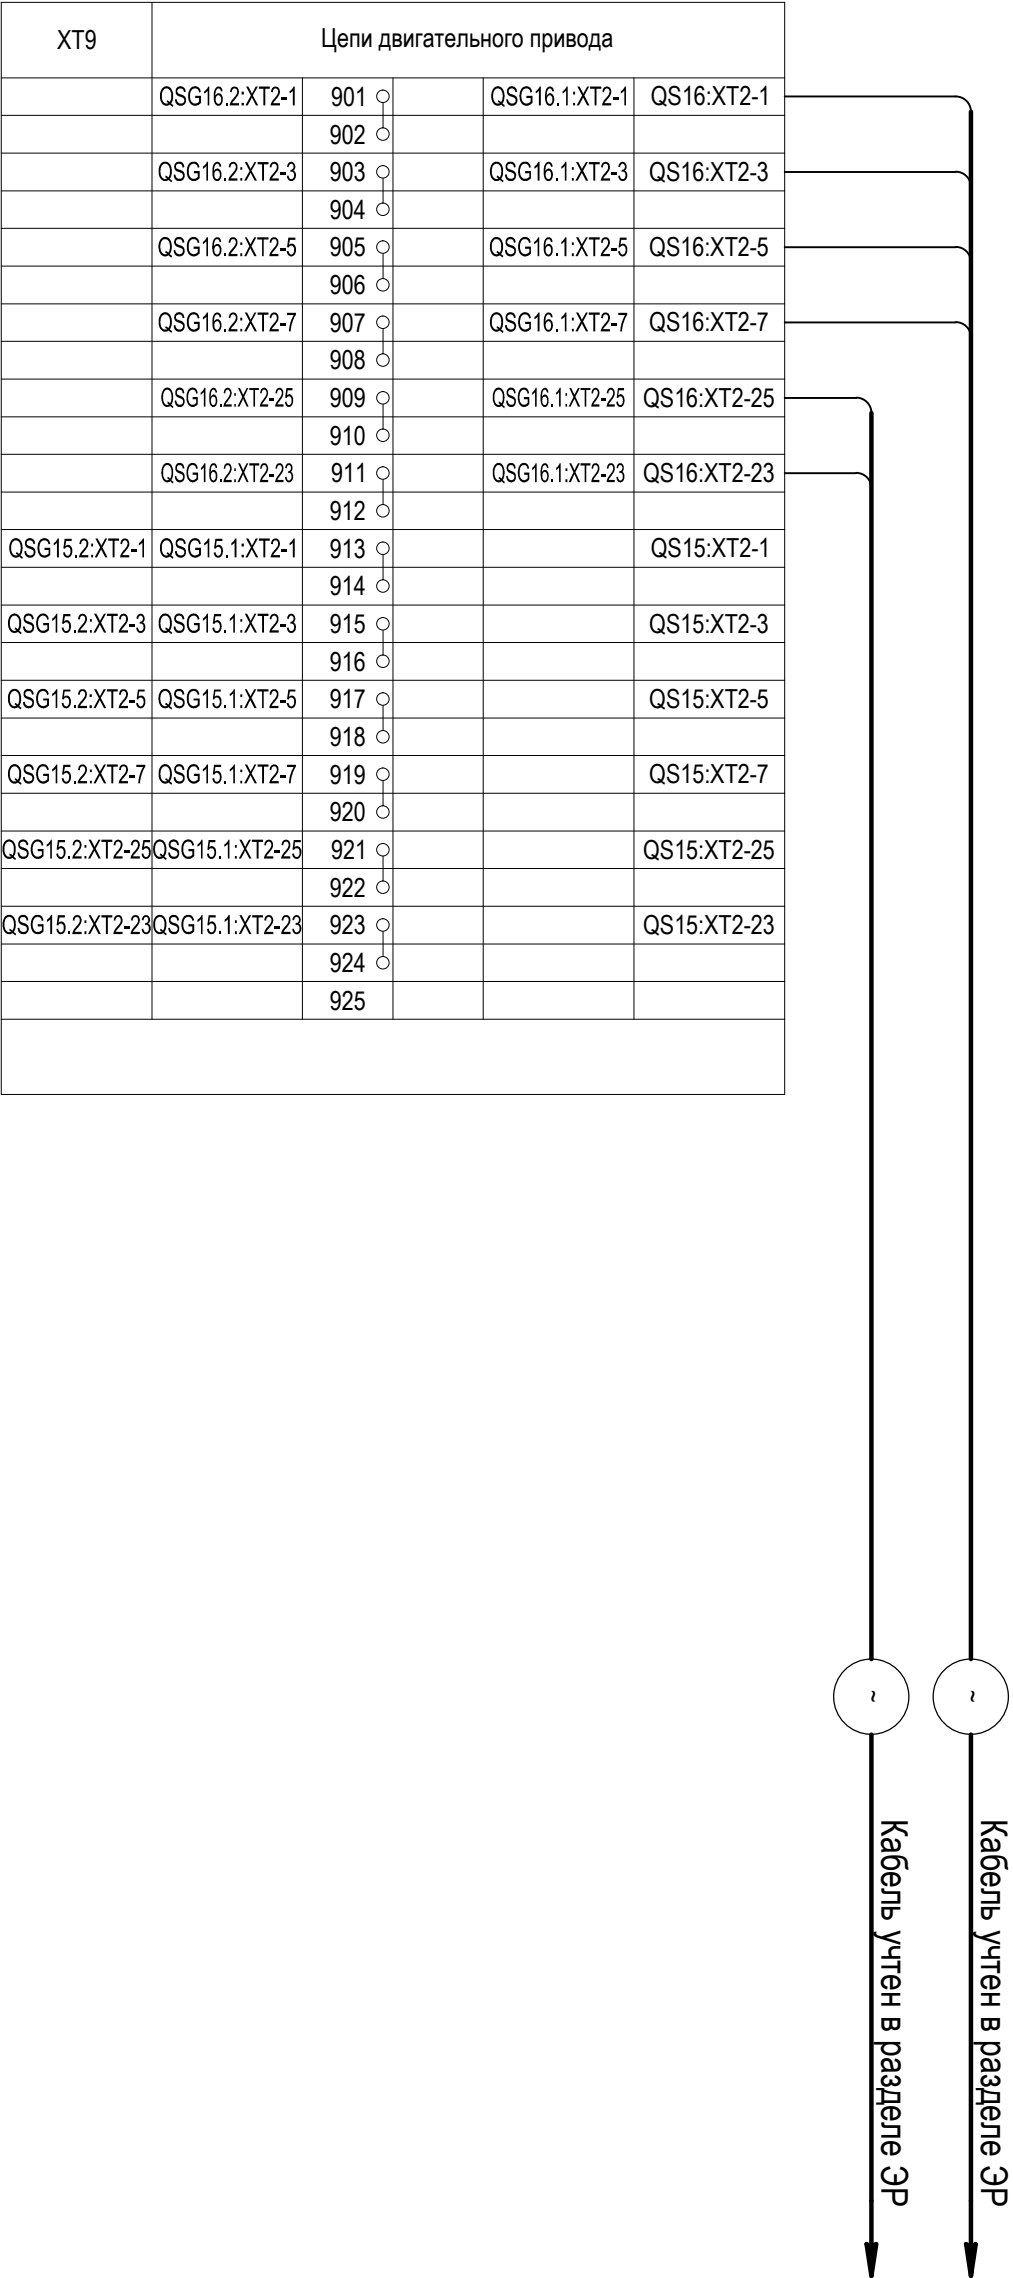 XT9 Цепи двигательного привода
QSG16.2:XT2-1 901 QSG16.1:XT2-1 QS16:XT2-1
902
QSG16.2:XT2-3 903 QSG16.1:XT2-3 QS16:XT2-3
904
QSG16.2:XT2-5 905 QSG16.1:XT2-5 QS16:XT2-5
906
QSG16.2:XT2-7 907 QSG16.1:XT2-7 QS16:XT2-7
908
QSG16.2:XT2-25 909 QSG16.1:XT2-25 QS16:XT2-25
910
QSG16.2:XT2-23 911 QSG16.1:XT2-23 QS16:XT2-23
912
QSG15.2:XT2-1 QSG15.1:XT2-1 913 QS15:XT2-1
914
QSG15.2:XT2-3 QSG15.1:XT2-3 915 QS15:XT2-3
916
QSG15.2:XT2-5 QSG15.1:XT2-5 917 QS15:XT2-5
918
QSG15.2:XT2-7 QSG15.1:XT2-7 919 QS15:XT2-7
920
QSG15.2:XT2-25 QSG15.1:XT2-25 921 QS15:XT2-25
922
QSG15.2:XT2-23 QSG15.1:XT2-23 923 QS15:XT2-23
924
925
~ ~
Кабель учтен в разделе ЭР
Кабель учтен в разделе ЭР